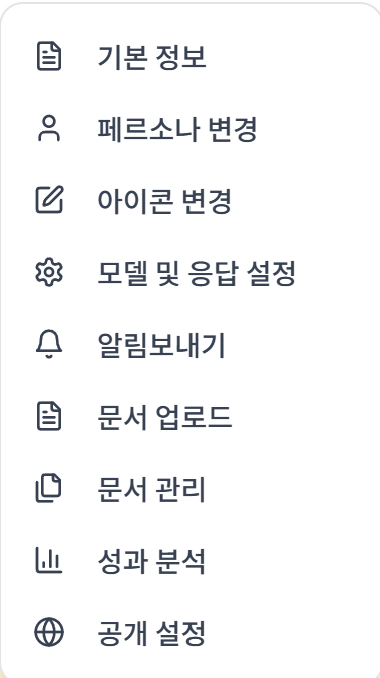 기본 정보
페르소나 변경
아이콘 변경
모델 및 응답 설정
알림보내기
문서 업로드
문서 관리
성과 분석
공개 설정